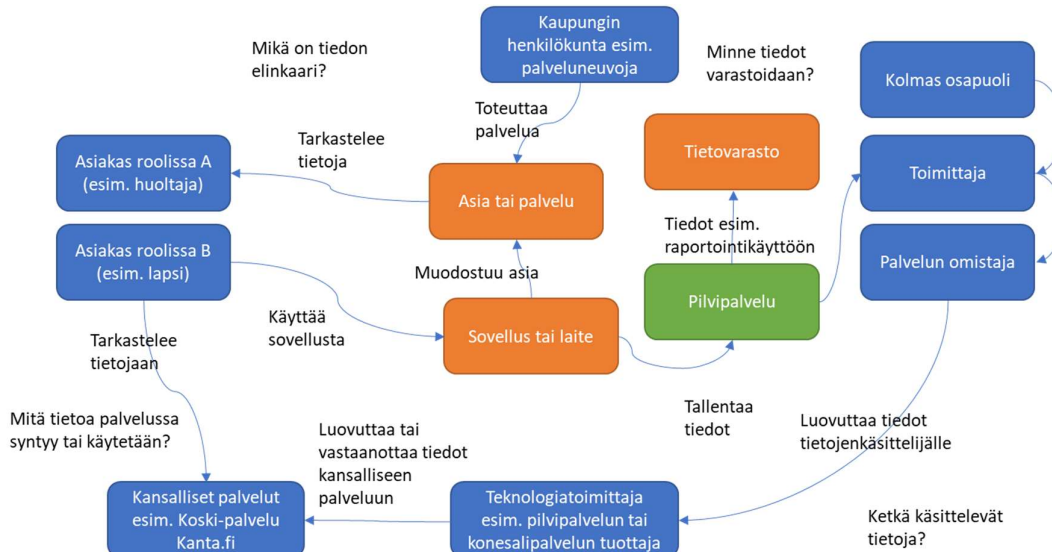 Kaupungin
henkilökunta esim.
palveluneuvoja
Mikä on tiedon
elinkaari?
Minne tiedot
varastoidaan?
Kolmas osapuoli
Toteuttaa
palvelua
Tarkastelee
tietoja
Asiakas roolissa A
(esim. huoltaja)
Asia tai palvelu
Tietovarasto
Toimittaja
Asiakas roolissa B
(esim. lapsi)
Tiedot esim.
raportointikäyttöön
Palvelun omistaja
Muodostuu asia
Käyttää
sovellusta
Sovellus tai laite
Pilvipalvelu
Tarkastelee
tietojaan
Tallentaa
tiedot
Mitä tietoa palvelussa
syntyy tai käytetään?
Luovuttaa tai
vastaanottaa tiedot
kansalliseen
palveluun
Luovuttaa tiedot
tietojenkäsittelijälle
Kansalliset palvelut
esim. Koski-palvelu
Kanta.fi
Teknologiatoimittaja
esim. pilvipalvelun tai
konesalipalvelun tuottaja
Ketkä käsittelevät
tietoja?